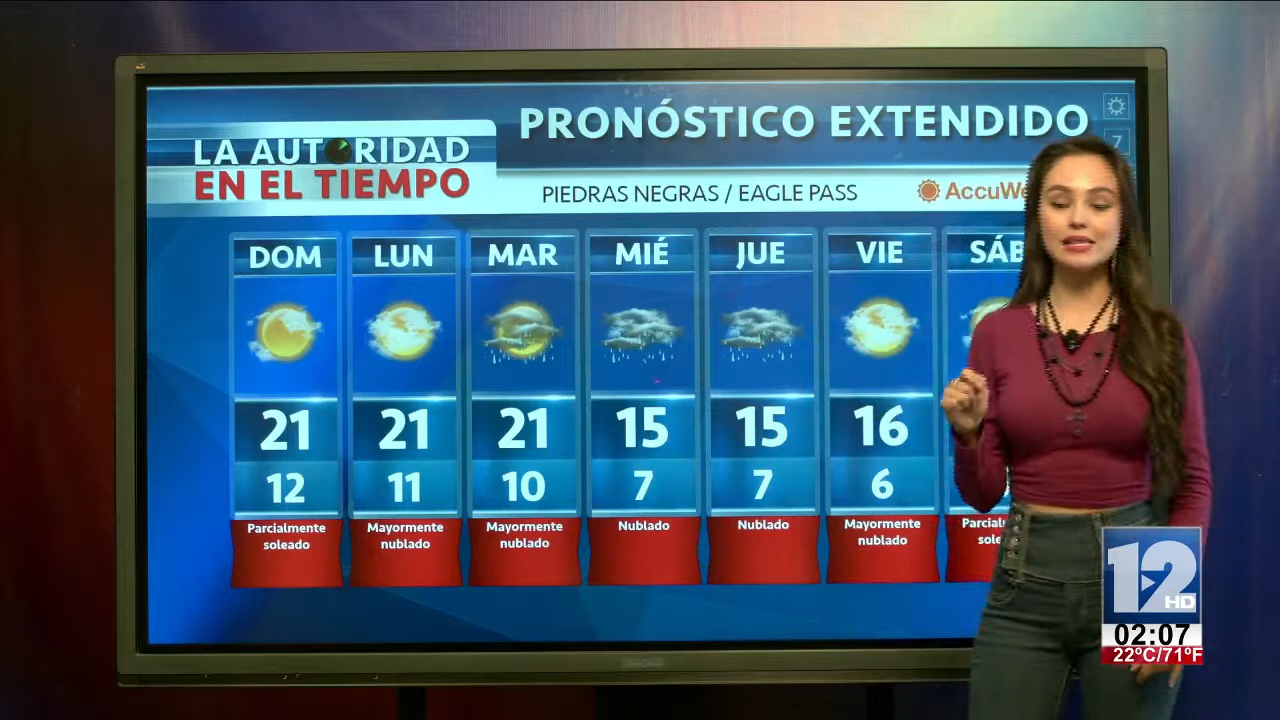 PRONÓSTICO EXTENDIDO
LA AUTORIDAD
EN EL TIEMPO
PIEDRAS NEGRAS / EAGLE PASS
AccuWe
DOM LUN MAR MIÉ JUE VIE SÁB
21 21 21 15 15 16
12 11 10 7 7 6
Parcialmente soleado
Mayormente nublado
Mayormente nublado
Nublado
Nublado
Mayormente nublado
12
HD
02:07
22°C/71°F